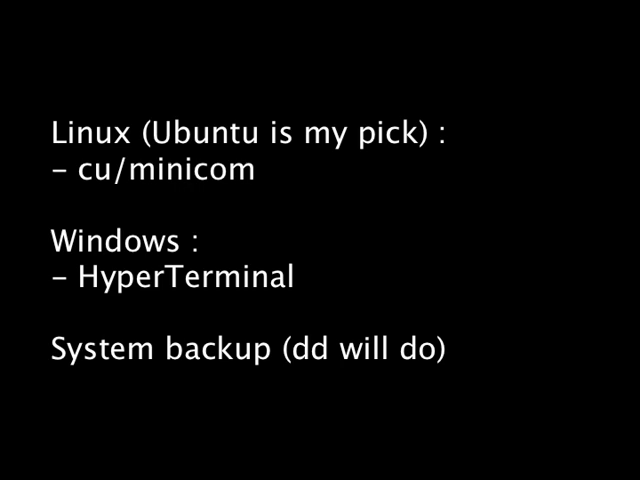 Linux (Ubuntu is my pick) :
- cu/minicom
Windows :
- HyperTerminal
System backup (dd will do)